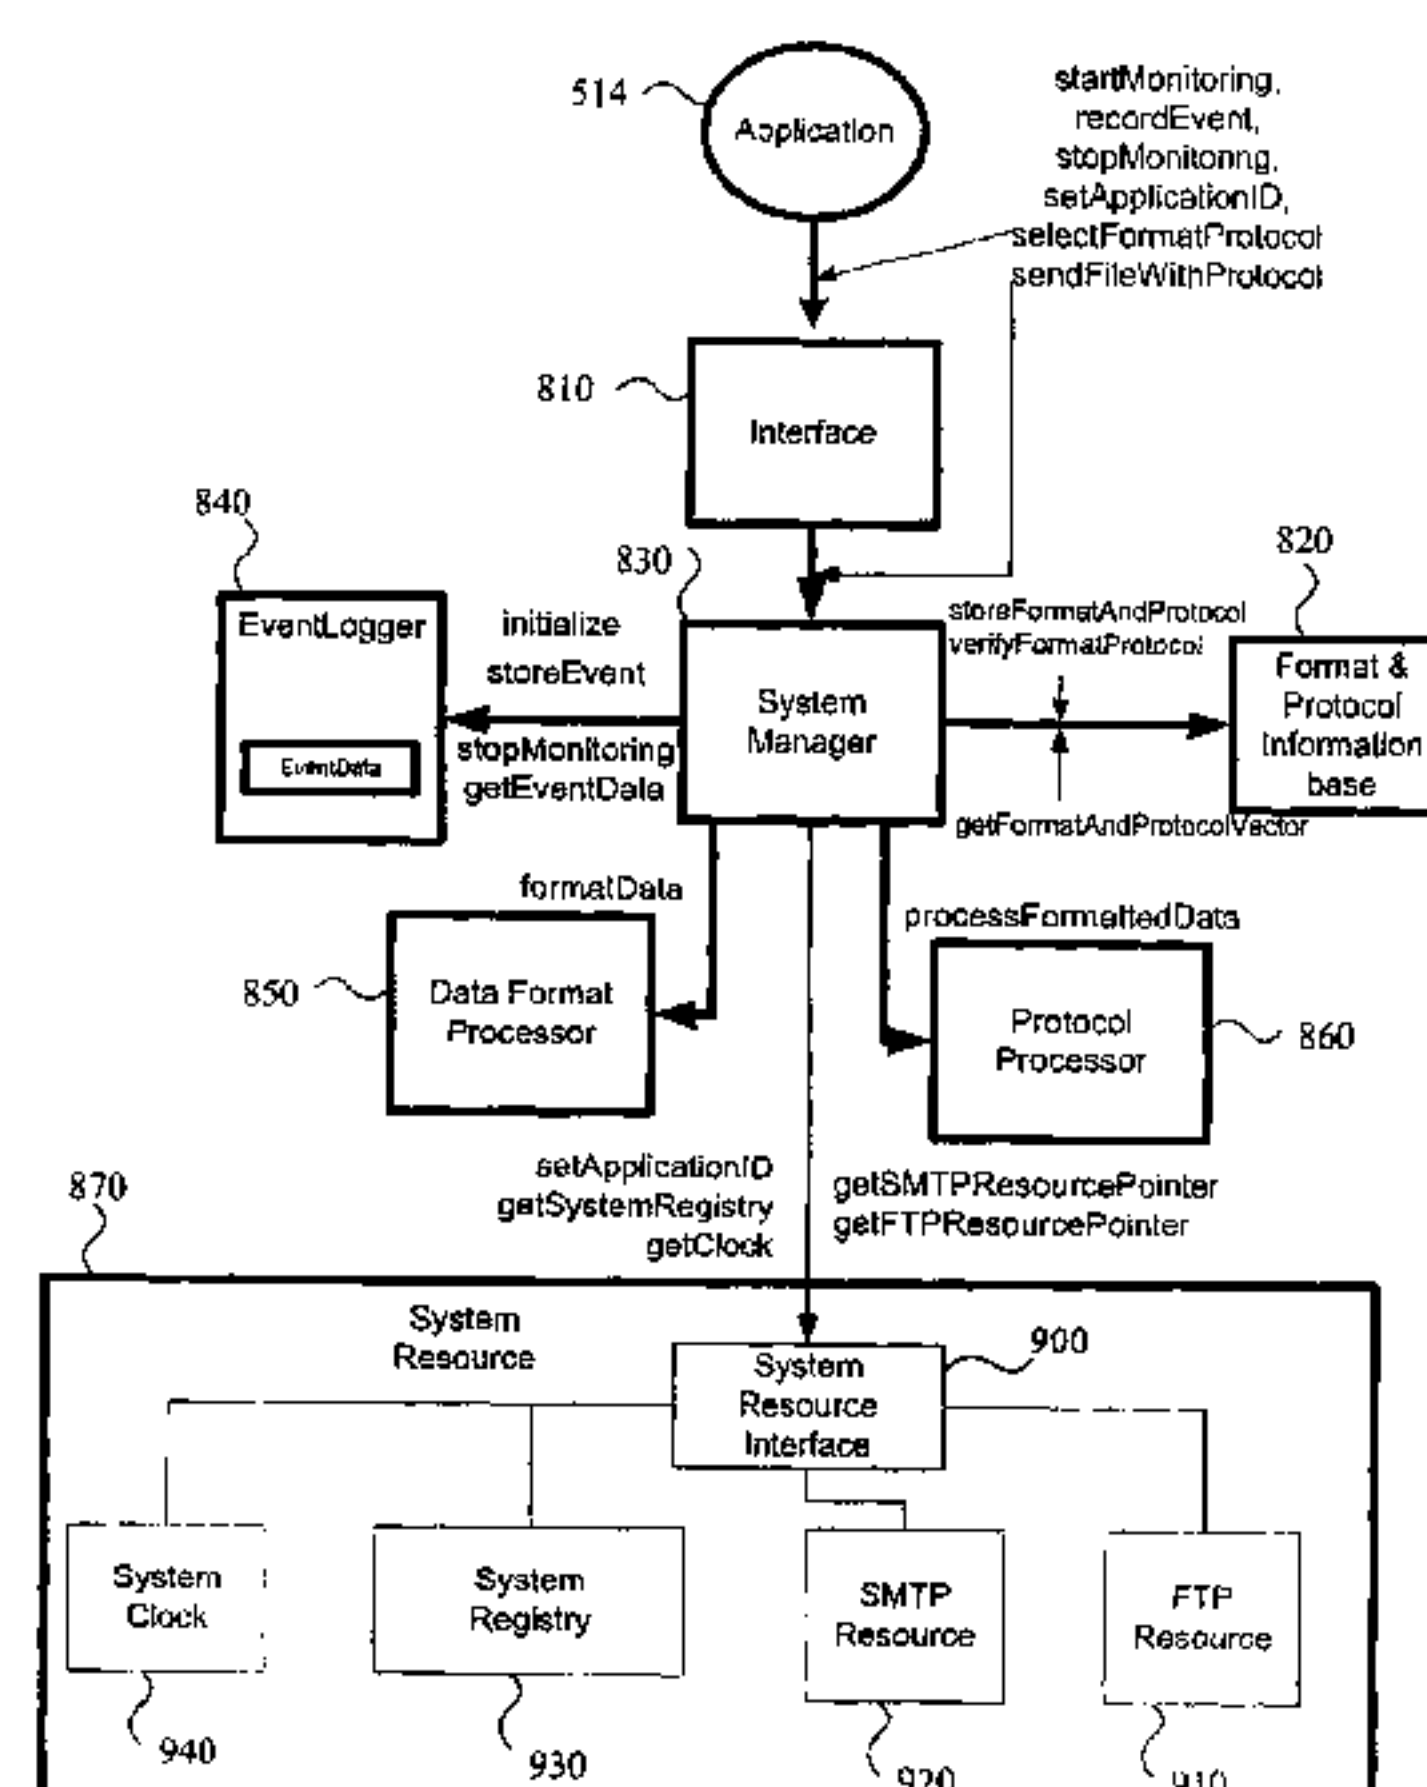 514
Application
startMonitoring,
recordEvent,
stopMonitonng,
setApplicationID,
selectFormatProtocol
sendFileWithProtocol
810
Interface
840
830
820
EventLogger
EventData
initialize
storeEvent
stopMonitoring
getEventData
System
Manager
storeFormatAndProtocol
verifyFormatProtocol
getFormatAndProtocolVector
Format &
Protocol
Information
base
formatData
850
Data Format
Processor
processFormattedData
Protocol
Processor
860
setApplicationID
getSystemRegistry
getClock
getSMTPResourcePointer
getFTPResourcePointer
870
System
Resource
System
Resource
Interface
900
System
Clock
System
Registry
SMTP
Resource
FTP
Resource
940
930
920
910